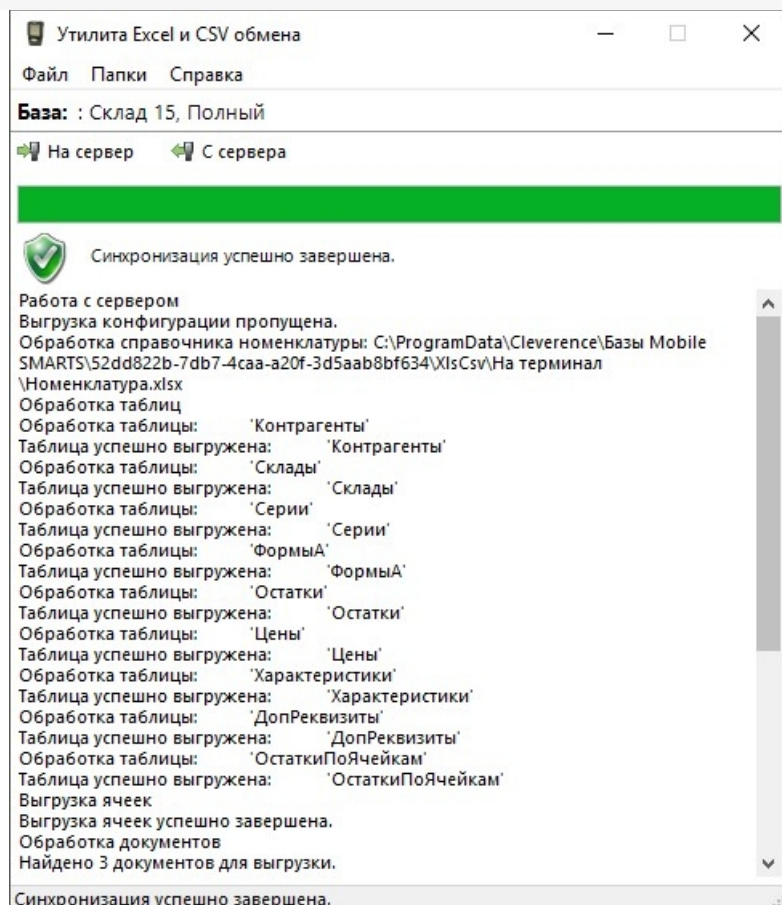 Утилита Excel и CSV обмена
Файл Папки Справка
База: : Склад 15, Полный
На сервер С сервера
Синхронизация успешно завершена.
Работа с сервером
Выгрузка конфигурации пропущена.
Обработка справочника номенклатуры: C:\ProgramData\Cleverence\Базы Mobile
SMARTS\52dd822b-7db7-4caa-a20f-3d5aab8bf634\XlsCsv\На терминал
\Номенклатура.xlsx
Обработка таблиц
Обработка таблицы: 'Контрагенты'
Таблица успешно выгружена: 'Контрагенты'
Обработка таблицы: 'Склады'
Таблица успешно выгружена: 'Склады'
Обработка таблицы: 'Серии'
Таблица успешно выгружена: 'Серии'
Обработка таблицы: 'ФормыА'
Таблица успешно выгружена: 'ФормыА'
Обработка таблицы: 'Остатки'
Таблица успешно выгружена: 'Остатки'
Обработка таблицы: 'Цены'
Таблица успешно выгружена: 'Цены'
Обработка таблицы: 'Характеристики'
Таблица успешно выгружена: 'Характеристики'
Обработка таблицы: 'ДопРеквизиты'
Таблица успешно выгружена: 'ДопРеквизиты'
Обработка таблицы: 'ОстаткиПоЯчейкам'
Таблица успешно выгружена: 'ОстаткиПоЯчейкам'
Выгрузка ячеек
Выгрузка ячеек успешно завершена.
Обработка документов
Найдено 3 документов для выгрузки.
Синхронизация успешно завершена.